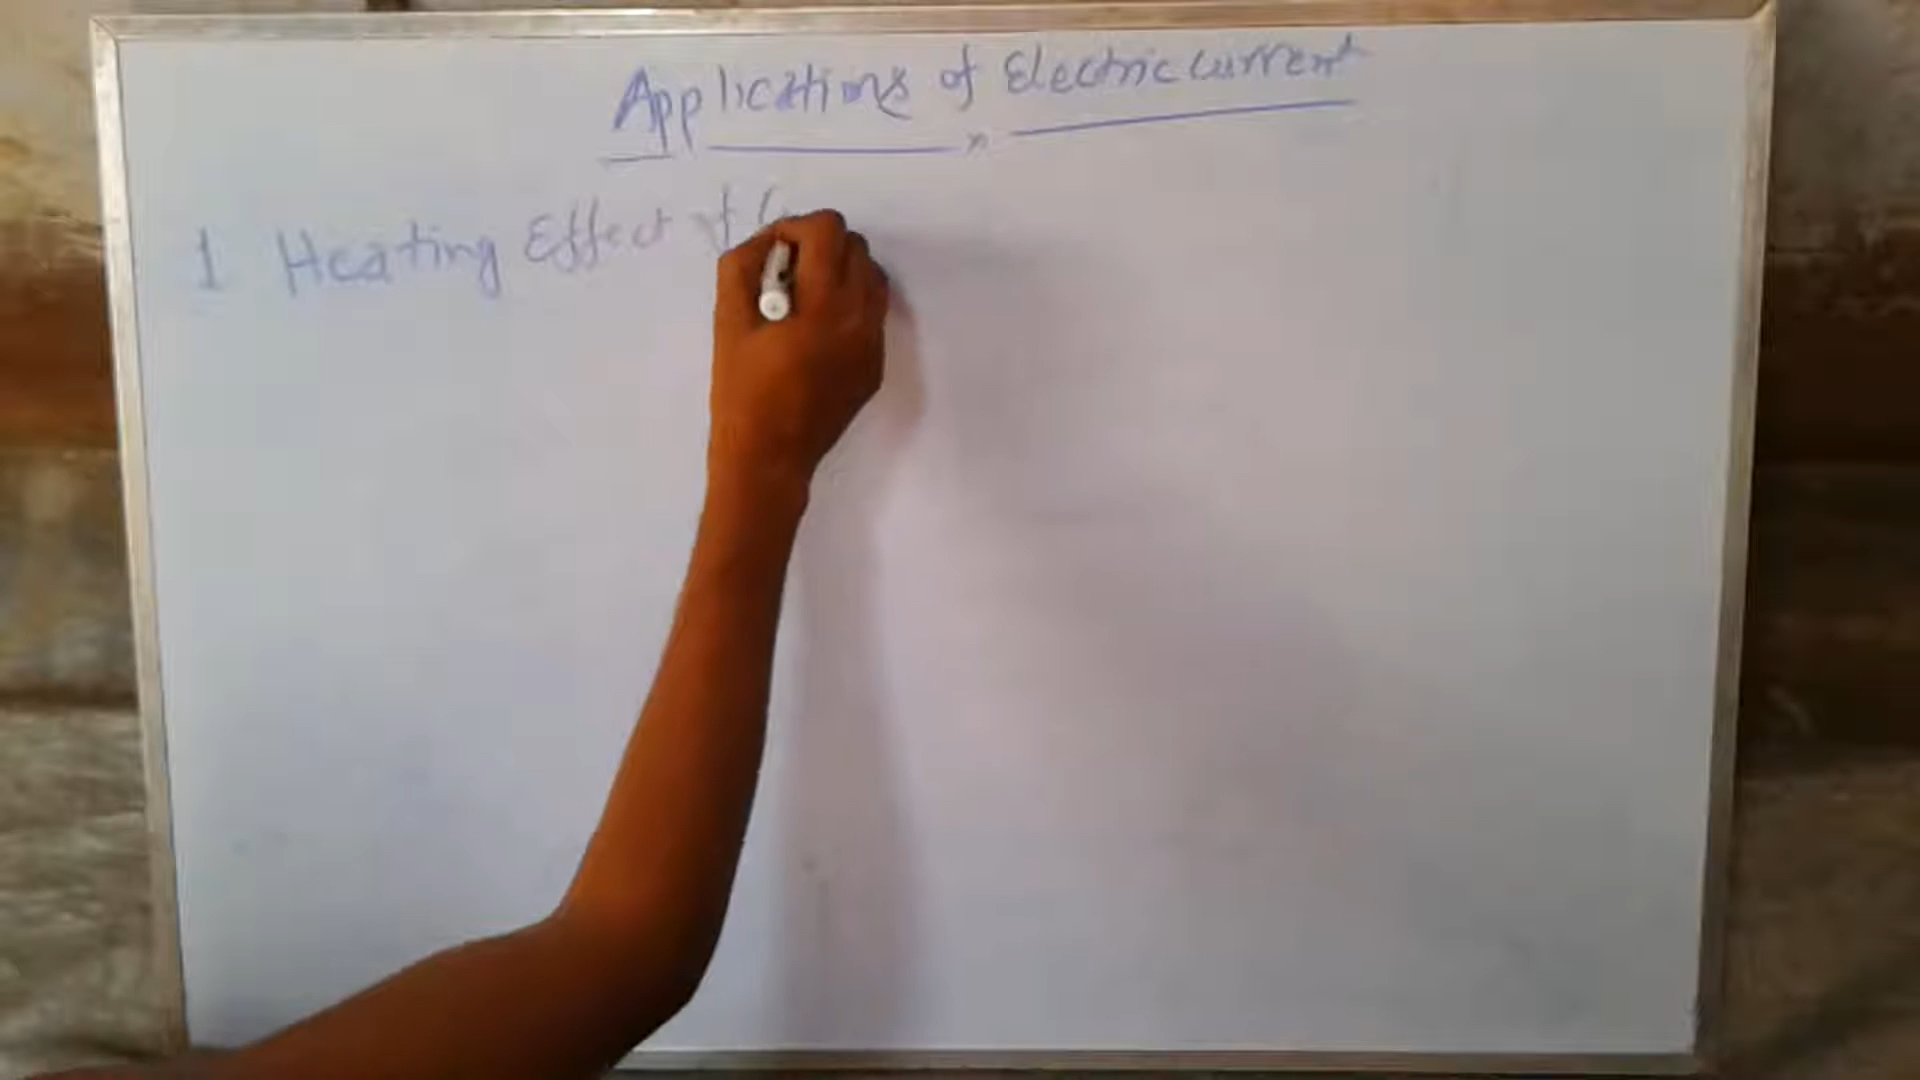 Applications of Electric current
1 Heating Effect of